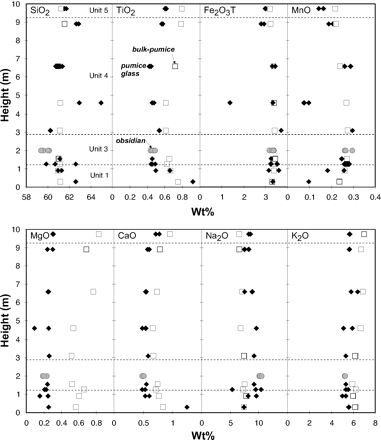 SiO2
TiO2
Fe2O3T
MnO
Unit 5
bulk-pumice
pumice glass
Unit 4
obsidian
Unit 3
Unit 1
Height (m)
10
9
8
7
6
5
4
3
2
1
0
58 60 62 64 66
0 0.2 0.4 0.6 0.8 1
0 1 2 3 4
0 0.1 0.2 0.3 0.4
Wt%
MgO
CaO
Na2O
K2O
Height (m)
10
9
8
7
6
5
4
3
2
1
0
0 0.2 0.4 0.6 0.8 1
0 0.5 1 1.5
0 5 10 15
0 2 4 6 8
Wt%